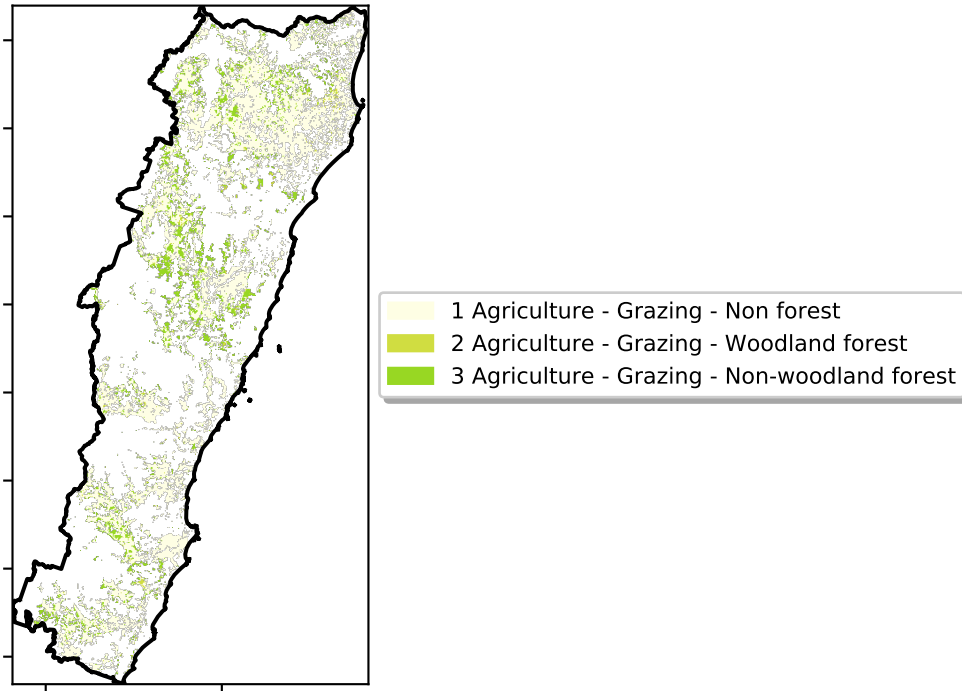 1 Agriculture - Grazing - Non forest
2 Agriculture - Grazing - Woodland forest
3 Agriculture - Grazing - Non-woodland forest